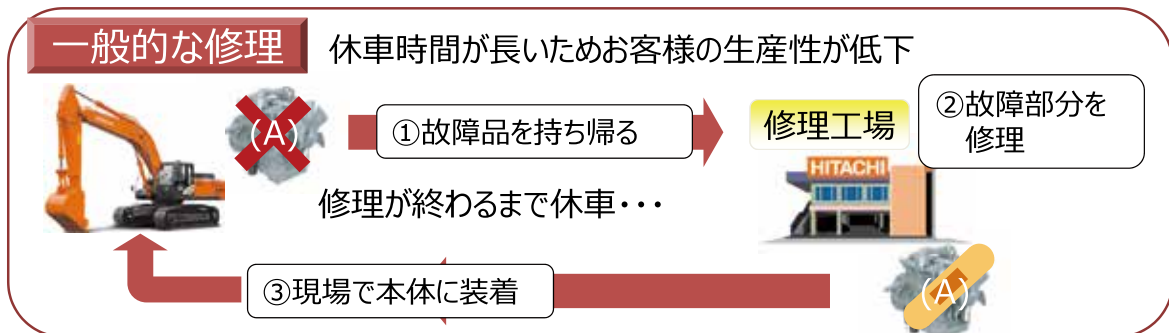 一般的な修理
休車時間が長いためお客様の生産性が低下
(A)
①故障品を持ち帰る
修理工場
②故障部分を
修理
HITACHI
修理が終わるまで休車・・・
③現場で本体に装着
(A)